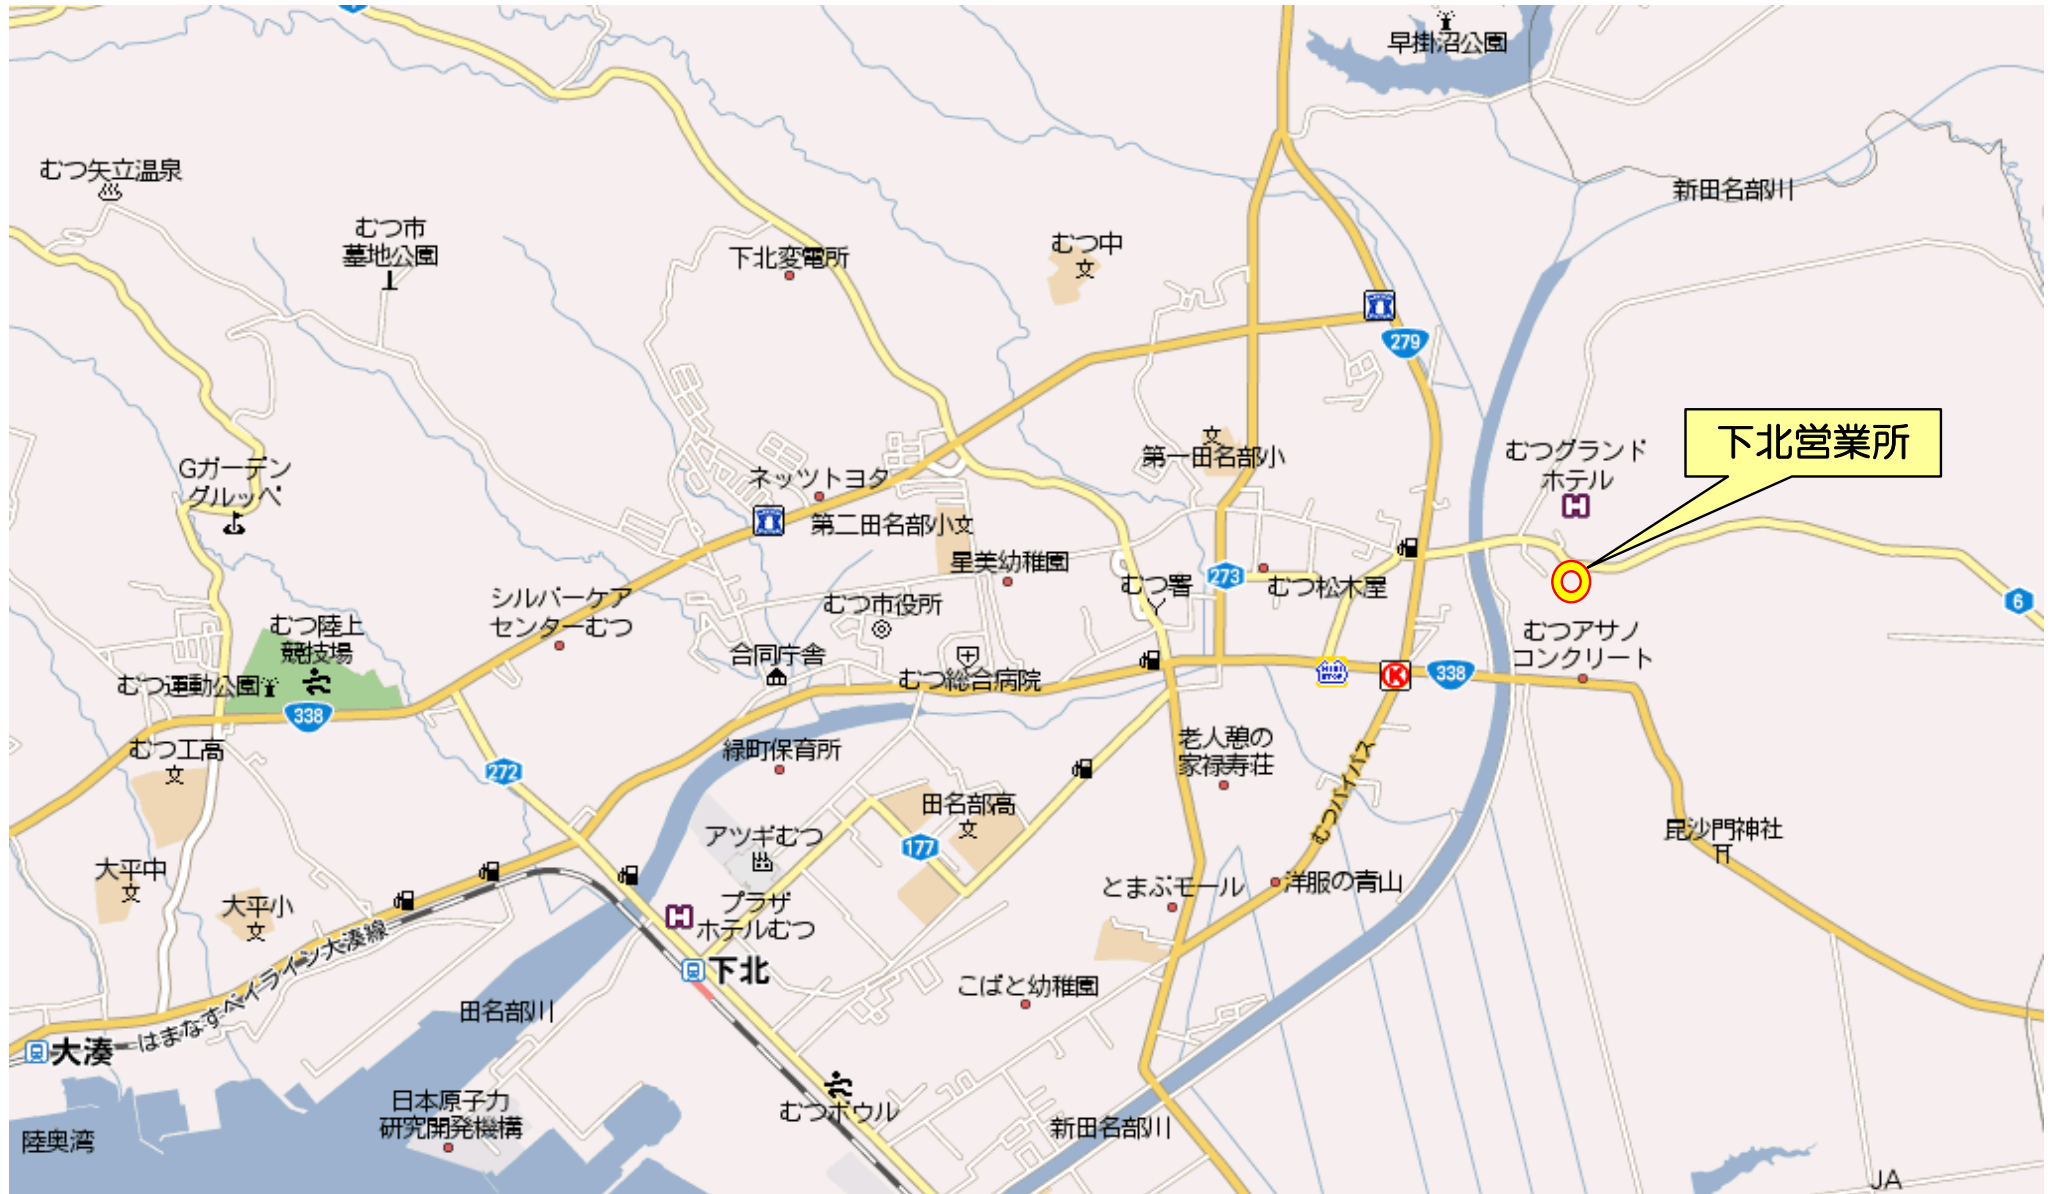 早掛沼公園
むつ矢立温泉
新田名部川
むつ市
墓地公園
下北変電所
むつ中
279
下北営業所
むつグランド
ホテル
第一田名部小
Gガーデン
グルッペ
ネッツトヨタ
第二田名部小
文
星美幼稚園
むつ署
273
むつ松木屋
6
シルバーケア
センターむつ
むつ市役所
むつ陸上
競技場
合同庁舎
むつアサノ
コンクリート
むつ運動公園
むつ総合病院
MINI
STOP
K
338
338
むつ工高
文
緑町保育所
老人憩の
家禄寿荘
272
むつバイパス
田名部高
文
アツギむつ
177
毘沙門神社
大平中
文
大平小
文
プラザ
ホテルむつ
とまぶモール
洋服の青山
はまなすベイライン大湊線
下北
こばと幼稚園
田名部川
大湊
日本原子力
研究開発機構
むつボウル
新田名部川
陸奥湾
JA